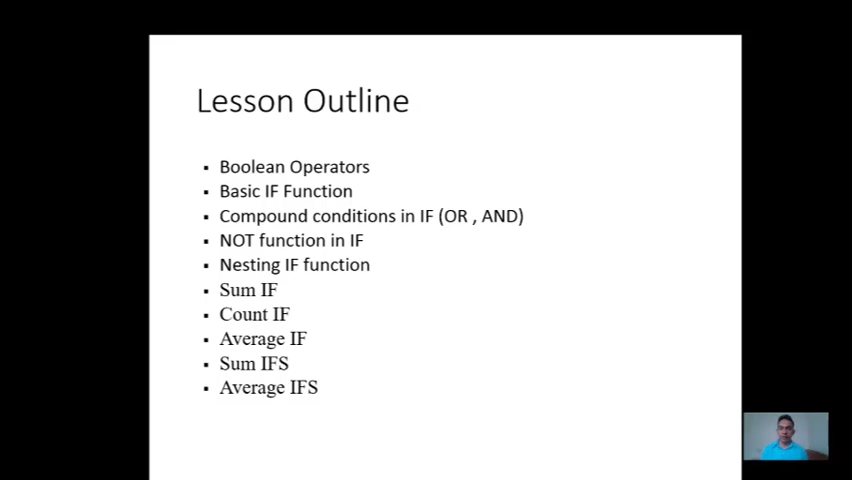 Lesson Outline
▪ Boolean Operators
▪ Basic IF Function
▪ Compound conditions in IF (OR , AND)
▪ NOT function in IF
▪ Nesting IF function
▪ Sum IF
▪ Count IF
▪ Average IF
▪ Sum IFS
▪ Average IFS